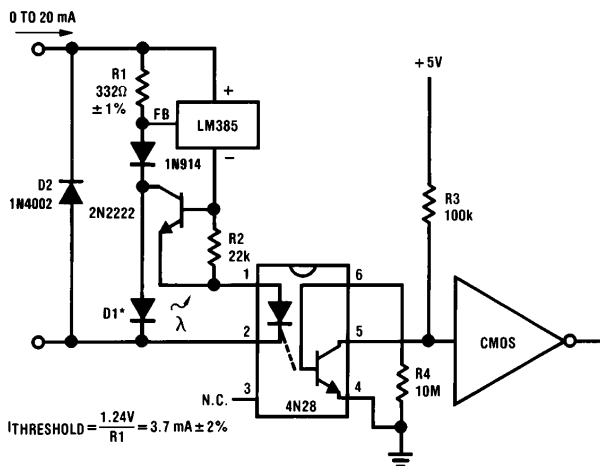 0 TO 20 mA
R1
332Ω
±1%
FB
+
LM385
−
+5V
1N914
D2
1N4002
2N2222
R2
22k
R3
100k
D1*
λ
1
2
3
N.C.
6
5
4
4N28
CMOS
R4
10M
ITHRESHOLD = 1.24V / R1 = 3.7 mA ± 2%